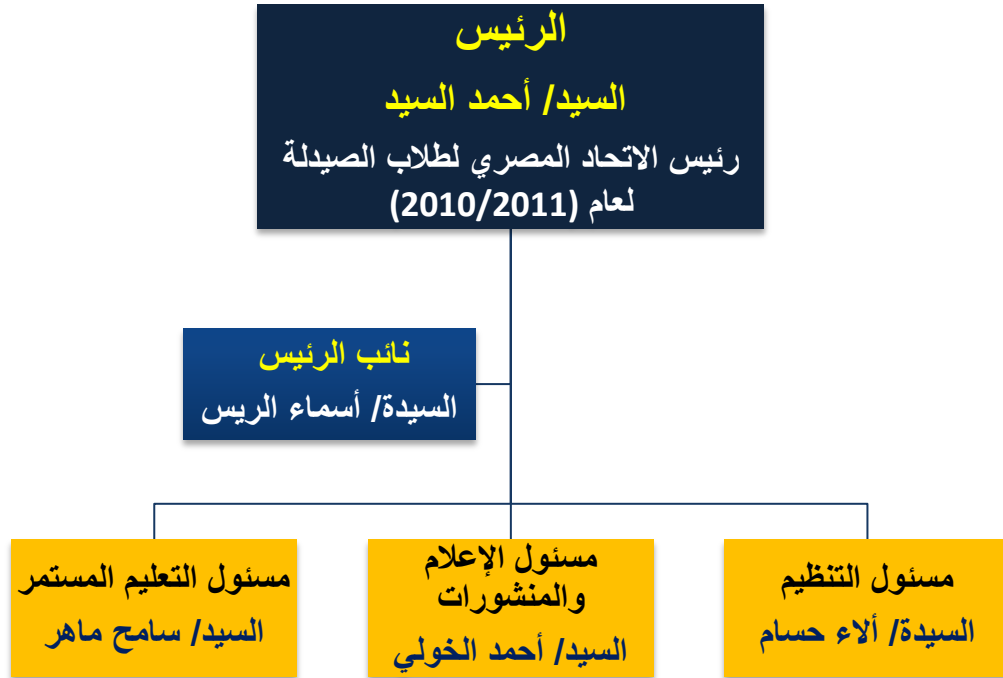 الرئيس
السيد/ أحمد السيد
رئيس الاتحاد المصري لطلاب الصيدلة
لعام (2010/2011)
نائب الرئيس
السيدة/ أسماء الريس
مسئول التنظيم
السيدة/ ألاء حسام
مسئول الإعلام
والمنشورات
السيد/ أحمد الخولي
مسئول التعليم المستمر
السيد/ سامح ماهر